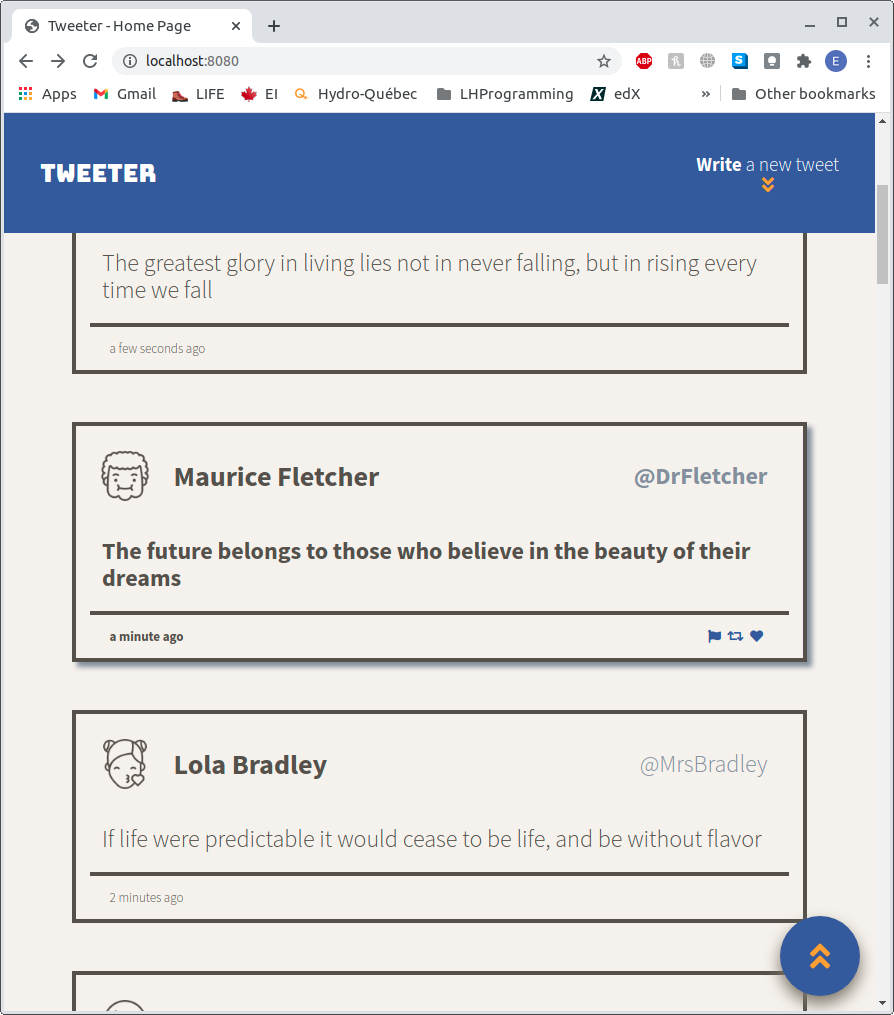 Tweeter - Home Page
localhost:8080
ABP
S
E
Apps
Gmail
LIFE
EI
Hydro-Québec
LHProgramming
X
edX
»
Other bookmarks
TWEETER
Write a new tweet
The greatest glory in living lies not in never falling, but in rising every
time we fall
a few seconds ago
Maurice Fletcher
@DrFletcher
The future belongs to those who believe in the beauty of their
dreams
a minute ago
Lola Bradley
@MrsBradley
If life were predictable it would cease to be life, and be without flavor
2 minutes ago